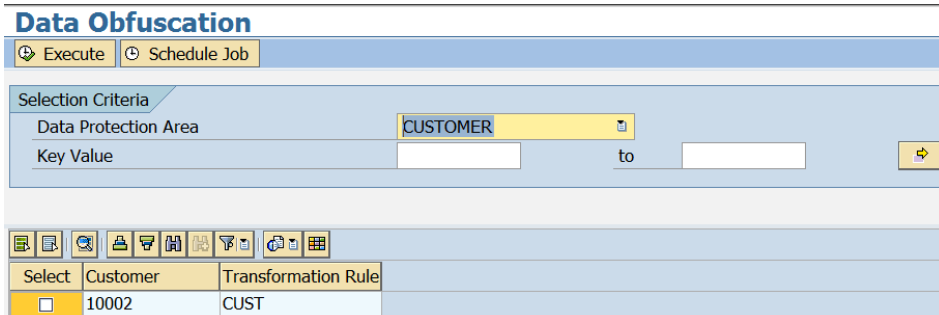 Data Obfuscation
Execute Schedule Job
Selection Criteria
Data Protection Area CUSTOMER
Key Value to
Select Customer Transformation Rule
10002 CUST